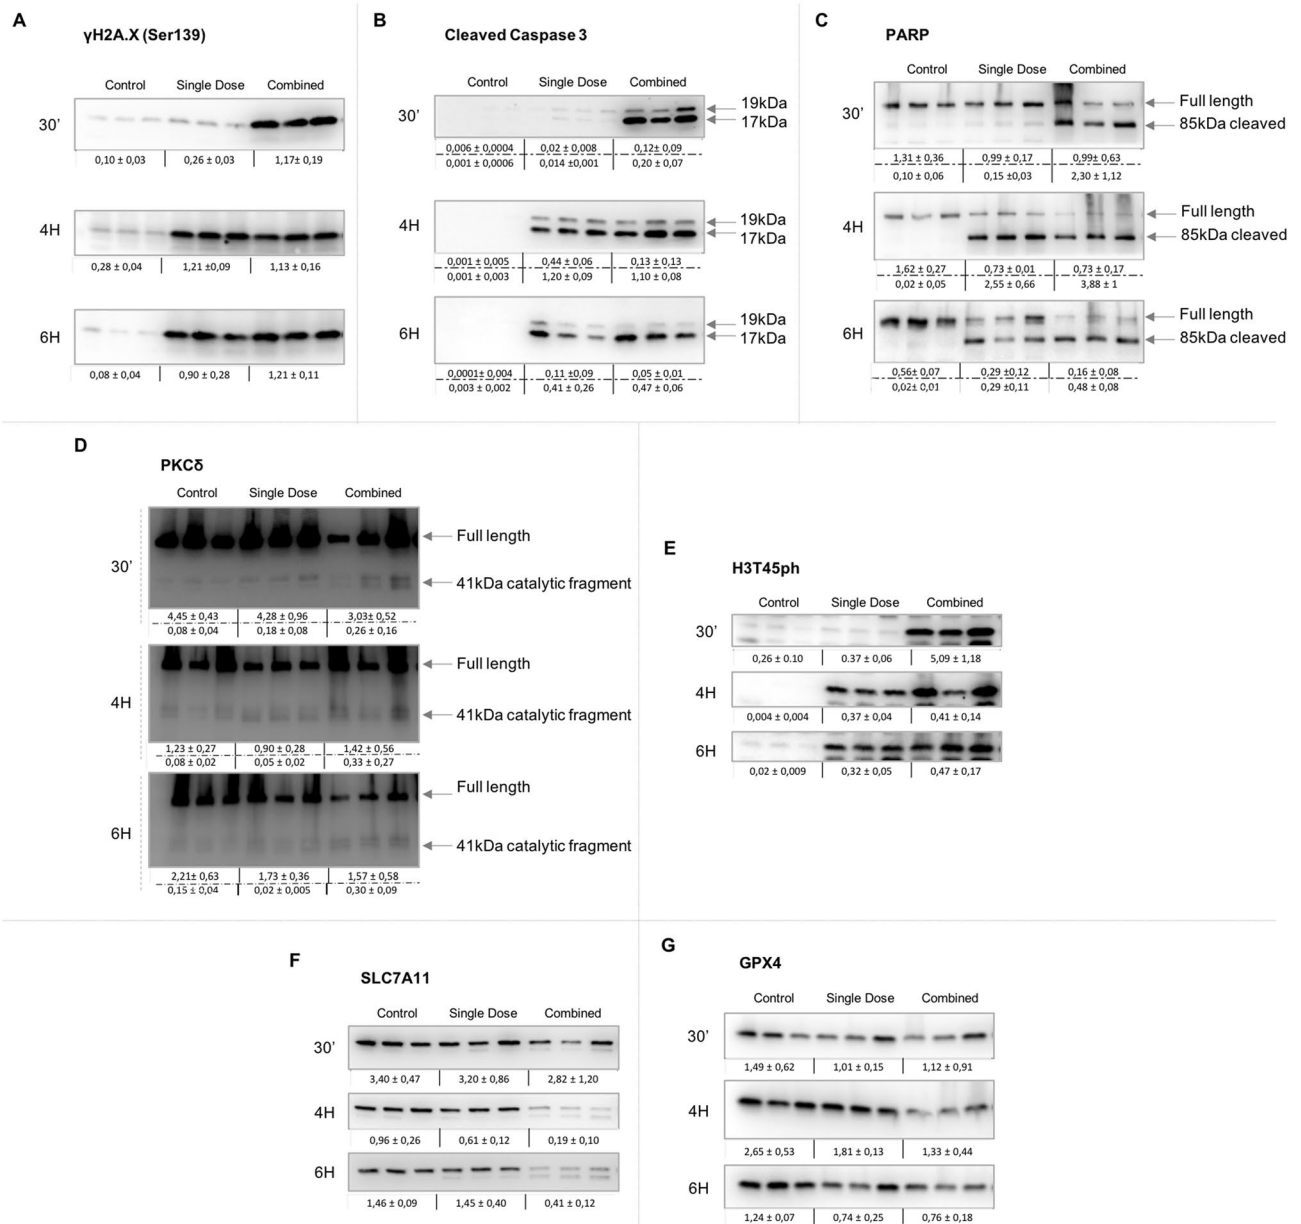 A
γH2A.X (Ser139)
Control Single Dose Combined
30’
0,10 ± 0,03 0,26 ± 0,03 1,17± 0,19
4H
0,28 ± 0,04 1,21 ±0,09 1,13 ± 0,16
6H
0,08 ± 0,04 0,90 ± 0,28 1,21 ± 0,11
B
Cleaved Caspase 3
Control Single Dose Combined
30’
19kDa
17kDa
0,006 ± 0,0004 0,02 ± 0,008 0,12± 0,09
0,001 ± 0,0006 0,014 ±0,001 0,20 ± 0,07
4H
19kDa
17kDa
0,001 ± 0,005 0,44 ± 0,06 0,13 ± 0,13
0,001 ± 0,003 1,20 ± 0,09 1,10 ± 0,08
6H
19kDa
17kDa
0,0001± 0,004 0,11 ±0,09 0,05 ± 0,01
0,003 ± 0,002 0,41 ± 0,26 0,47 ± 0,06
C
PARP
Control Single Dose Combined
30’
Full length
85kDa cleaved
1,31 ± 0,36 0,99 ± 0,17 0,99± 0,63
0,10 ± 0,06 0,15 ±0,03 2,30 ± 1,12
4H
Full length
85kDa cleaved
1,62 ± 0,27 0,73 ± 0,01 0,73 ± 0,17
0,02 ± 0,05 2,55 ± 0,66 3,88 ± 1
6H
Full length
85kDa cleaved
0,56± 0,07 0,29 ±0,12 0,16 ± 0,08
0,02± 0,01 0,29 ±0,11 0,48 ± 0,08
D
PKCδ
Control Single Dose Combined
30’
Full length
41kDa catalytic fragment
4,45 ± 0,43 4,28 ± 0,96 3,03± 0,52
0,08 ± 0,04 0,18 ± 0,08 0,26 ± 0,16
4H
Full length
41kDa catalytic fragment
1,23 ± 0,27 0,90 ± 0,28 1,42 ± 0,56
0,08 ± 0,02 0,05 ± 0,02 0,33 ± 0,27
6H
Full length
41kDa catalytic fragment
2,21± 0,63 1,73 ± 0,36 1,57 ± 0,58
0,15 ± 0,04 0,02 ± 0,005 0,30 ± 0,09
E
H3T45ph
Control Single Dose Combined
30’
0,26 ± 0.10 0.37 ± 0,06 5,09 ± 1,18
4H
0,004 ± 0,004 0,37 ± 0,04 0,41 ± 0,14
6H
0,02 ± 0,009 0,32 ± 0,05 0,47 ± 0,17
F
SLC7A11
Control Single Dose Combined
30’
3,40 ± 0,47 3,20 ± 0,86 2,82 ± 1,20
4H
0,96 ± 0,26 0,61 ± 0,12 0,19 ± 0,10
6H
1,46 ± 0,09 1,45 ± 0,40 0,41 ± 0,12
G
GPX4
Control Single Dose Combined
30’
1,49 ± 0,62 1,01 ± 0,15 1,12 ± 0,91
4H
2,65 ± 0,53 1,81 ± 0,13 1,33 ± 0,44
6H
1,24 ± 0,07 0,74 ± 0,25 0,76 ± 0,18